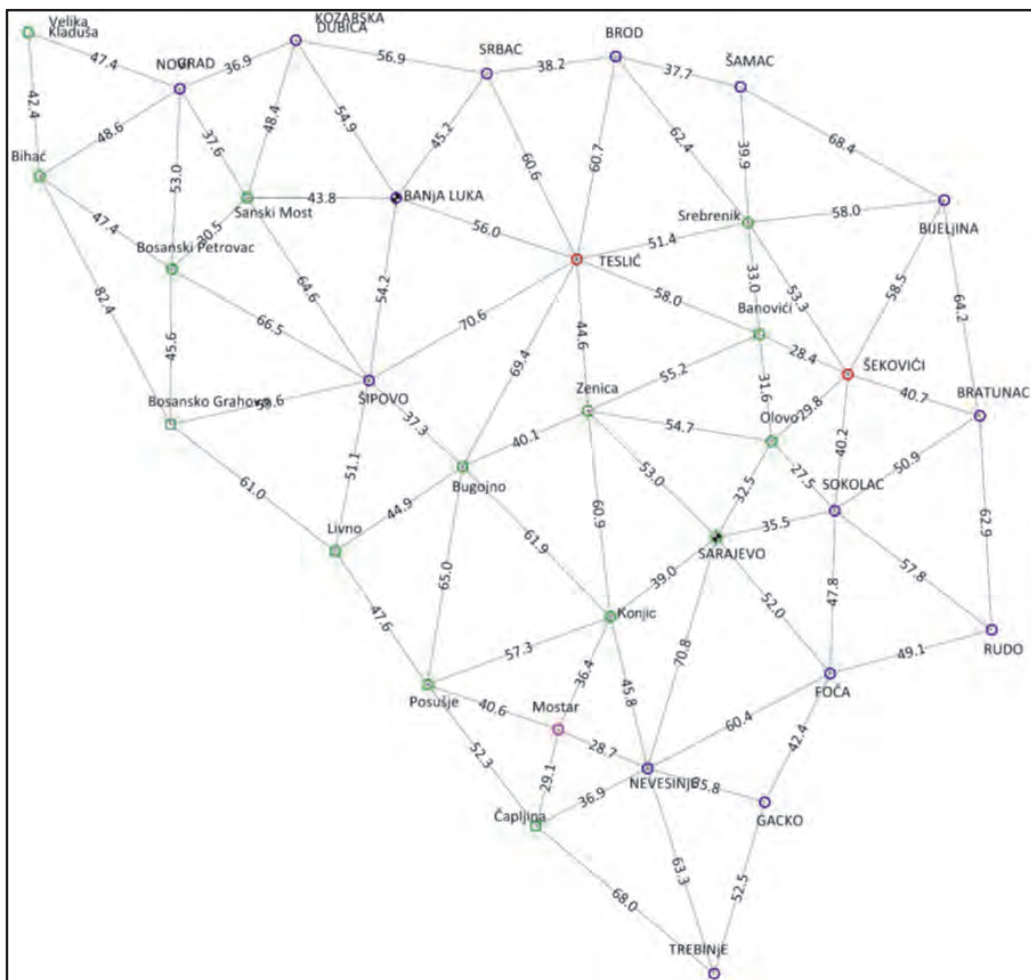 Velika
Kladuša
KOZARSKA
DUBICA
BROD
SRBAC
ŠAMAC
NOVI GRAD
47.4
36.9
56.9
38.2
37.7
42.4
48.6
37.6
48.4
54.9
45.2
62.4
39.9
68.4
60.6
60.7
Bihać
53.0
Sanski Most
43.8
BANJA LUKA
Srebrenik
58.0
BIJELJINA
47.4
30.5
56.0
51.4
Bosanski Petrovac
TESLIĆ
33.0
53.3
58.5
64.2
64.6
54.2
58.0
Banovići
82.4
66.5
70.6
28.4
45.6
69.4
44.6
ŠEKOVIĆI
55.2
31.6
Bosansko Grahovo
ŠIPOVO
Zenica
29.8
40.7
BRATUNAC
37.3
Olovo
40.2
40.1
54.7
61.0
51.1
Bugojno
53.0
32.5
27.5
50.9
SOKOLAC
44.9
Livno
35.5
62.9
SARAJEVO
60.9
61.9
57.8
65.0
39.0
47.8
52.0
47.6
Konjic
70.8
RUDO
57.3
49.1
36.4
45.8
FOČA
Posušje
Mostar
60.4
40.6
28.7
42.4
52.3
29.1
NEVESINJE
36.9
GACKO
Čapljina
63.3
52.5
68.0
TREBINJE